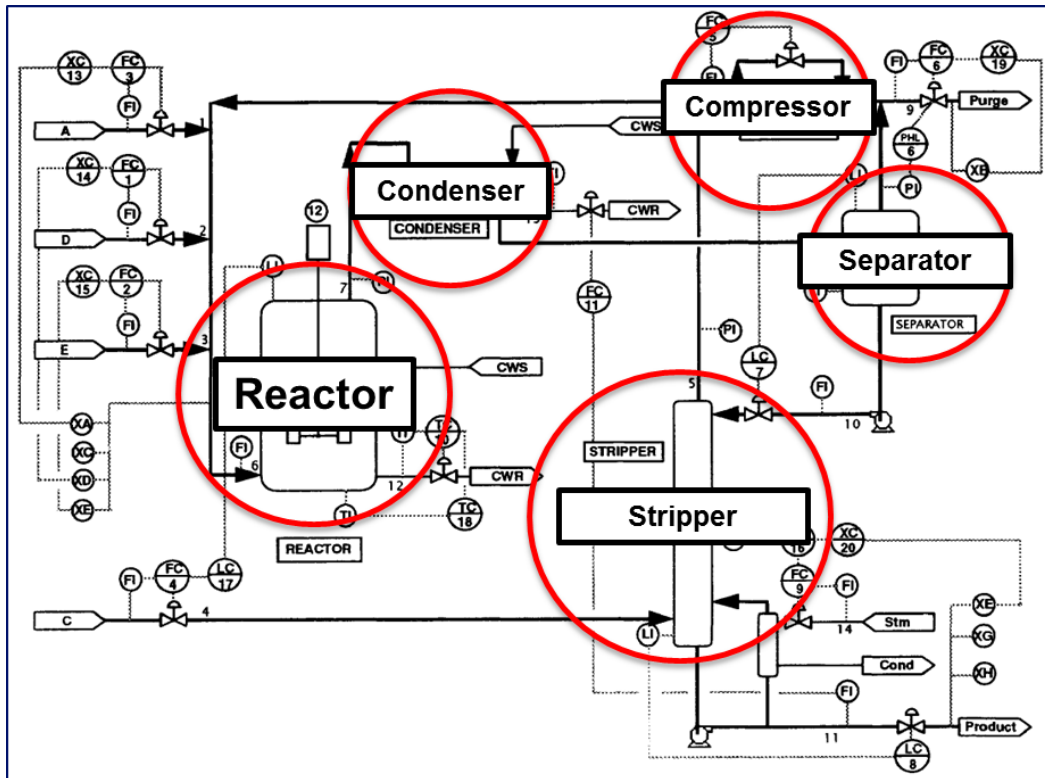 FC
5
XC
13
FC
3
FI
FI
FC
6
XC
19
A
1
Compressor
9
Purge
CWS
PHL
6
XC
14
FC
1
FI
XE
LI
PI
Condenser
CWR
CONDENSER
12
D
2
Separator
XC
15
FC
2
LI
7
FI
FC
11
SEPARATOR
PI
E
3
LC
7
CWS
5
Reactor
FI
10
XA
STRIPPER
XC
FI
6
XD
12
CWR
XE
TI
TC
18
Stripper
REACTOR
XC
20
FI
FC
4
LC
17
FC
9
FI
XE
C
4
14
Stm
LI
XG
Cond
XH
FI
11
Product
LC
8